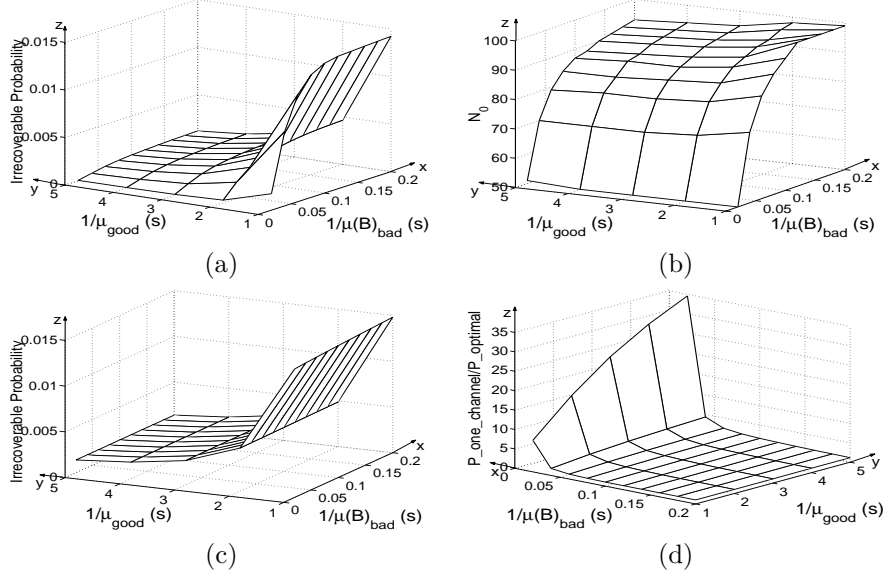 z
0.015
0.01
0.005
0
Irrecoverable Probability
y
5
4
3
2
1
1/μgood (s)
0
0.05
0.1
0.15
0.2
1/μ(B)bad (s)
x
(a)
z
100
90
80
70
60
50
N0
y
5
4
3
2
1
1/μgood (s)
0
0.05
0.1
0.15
0.2
1/μ(B)bad (s)
x
(b)
z
0.015
0.01
0.005
0
Irrecoverable Probability
y
5
4
3
2
1
1/μgood (s)
0
0.05
0.1
0.15
0.2
1/μ(B)bad (s)
x
(c)
z
35
30
25
20
15
10
5
0
P_one_channel/P_optimal
x
0.05
0.1
0.15
0.2
1/μ(B)bad (s)
1
2
3
4
5
1/μgood (s)
y
(d)